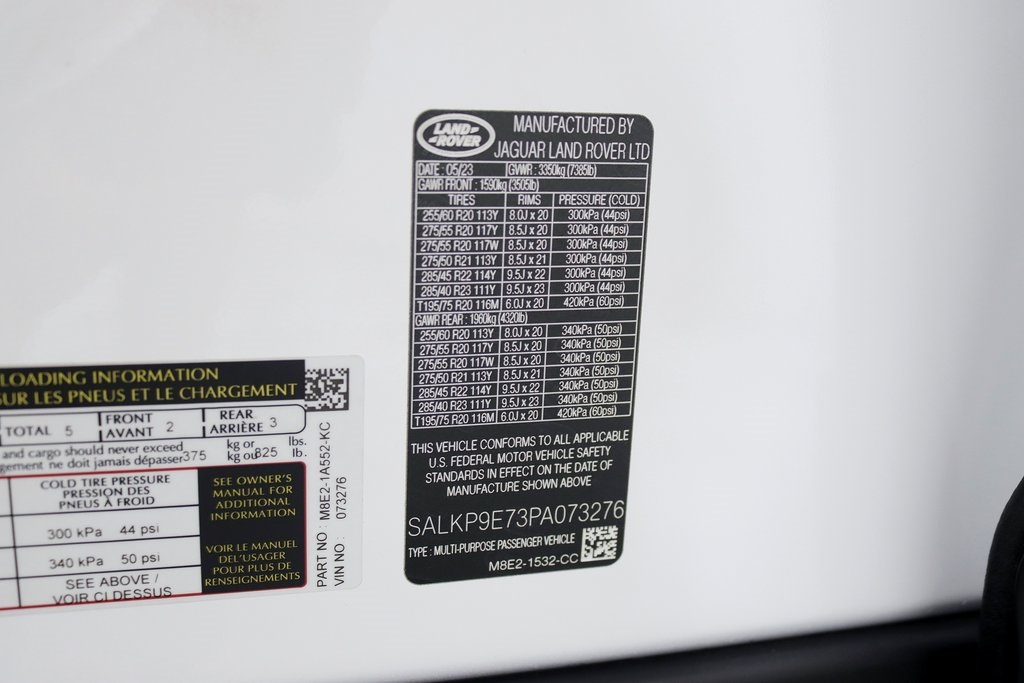 LAND-
-ROVER
MANUFACTURED BY
JAGUAR LAND ROVER LTD
DATE : 05/23 GVWR : 3350kg (7385lb)
GAWR FRONT : 1590kg (3505lb)
TIRES RIMS PRESSURE (COLD)
255/60 R20 113Y 8.0J x 20 300kPa (44psi)
275/55 R20 117Y 8.5J x 20 300kPa (44psi)
275/55 R20 117W 8.5J x 20 300kPa (44psi)
275/50 R21 113Y 8.5J x 21 300kPa (44psi)
285/45 R22 114Y 9.5J x 22 300kPa (44psi)
285/40 R23 111Y 9.5J x 23 300kPa (44psi)
T195/75 R20 116M 6.0J x 20 420kPa (60psi)
GAWR REAR : 1960kg (4320lb)
255/60 R20 113Y 8.0J x 20 340kPa (50psi)
275/55 R20 117Y 8.5J x 20 340kPa (50psi)
275/55 R20 117W 8.5J x 20 340kPa (50psi)
275/50 R21 113Y 8.5J x 21 340kPa (50psi)
285/45 R22 114Y 9.5J x 22 340kPa (50psi)
285/40 R23 111Y 9.5J x 23 340kPa (50psi)
T195/75 R20 116M 6.0J x 20 420kPa (60psi)
THIS VEHICLE CONFORMS TO ALL APPLICABLE
U.S. FEDERAL MOTOR VEHICLE SAFETY
STANDARDS IN EFFECT ON THE DATE OF
MANUFACTURE SHOWN ABOVE
SALKP9E73PA073276
TYPE : MULTI-PURPOSE PASSENGER VEHICLE
M8E2-1532-CC
LOADING INFORMATION
SUR LES PNEUS ET LE CHARGEMENT
TOTAL 5 FRONT AVANT 2 REAR ARRIÈRE 3
and cargo should never exceed 375 kg or 825 lbs.
gement ne doit jamais dépasser kg ou lb.
COLD TIRE PRESSURE
PRESSION DES
PNEUS À FROID
300 kPa 44 psi
340 kPa 50 psi
SEE ABOVE /
VOIR CI DESSUS
SEE OWNER'S
MANUAL FOR
ADDITIONAL
INFORMATION
VOIR LE MANUEL
DEL'USAGER
POUR PLUS DE
RENSEIGNEMENTS
PART NO : M8E2-1A552-KC
VIN NO : 073276